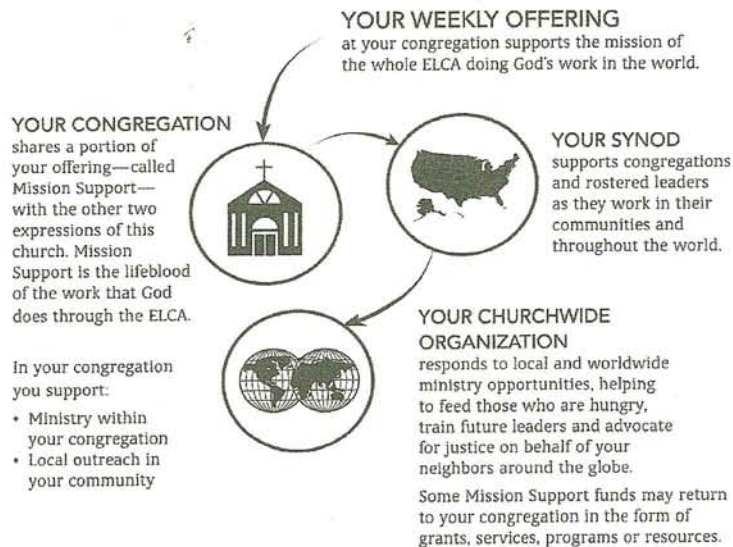 YOUR WEEKLY OFFERING
at your congregation supports the mission of
the whole ELCA doing God's work in the world.
YOUR CONGREGATION
shares a portion of
your offering—called
Mission Support—
with the other two
expressions of this
church. Mission
Support is the lifeblood
of the work that God
does through the ELCA.
In your congregation
you support:
• Ministry within
your congregation
• Local outreach in
your community
YOUR SYNOD
supports congregations
and rostered leaders
as they work in their
communities and
throughout the world.
YOUR CHURCHWIDE
ORGANIZATION
responds to local and worldwide
ministry opportunities, helping
to feed those who are hungry,
train future leaders and advocate
for justice on behalf of your
neighbors around the globe.
Some Mission Support funds may return
to your congregation in the form of
grants, services, programs or resources.